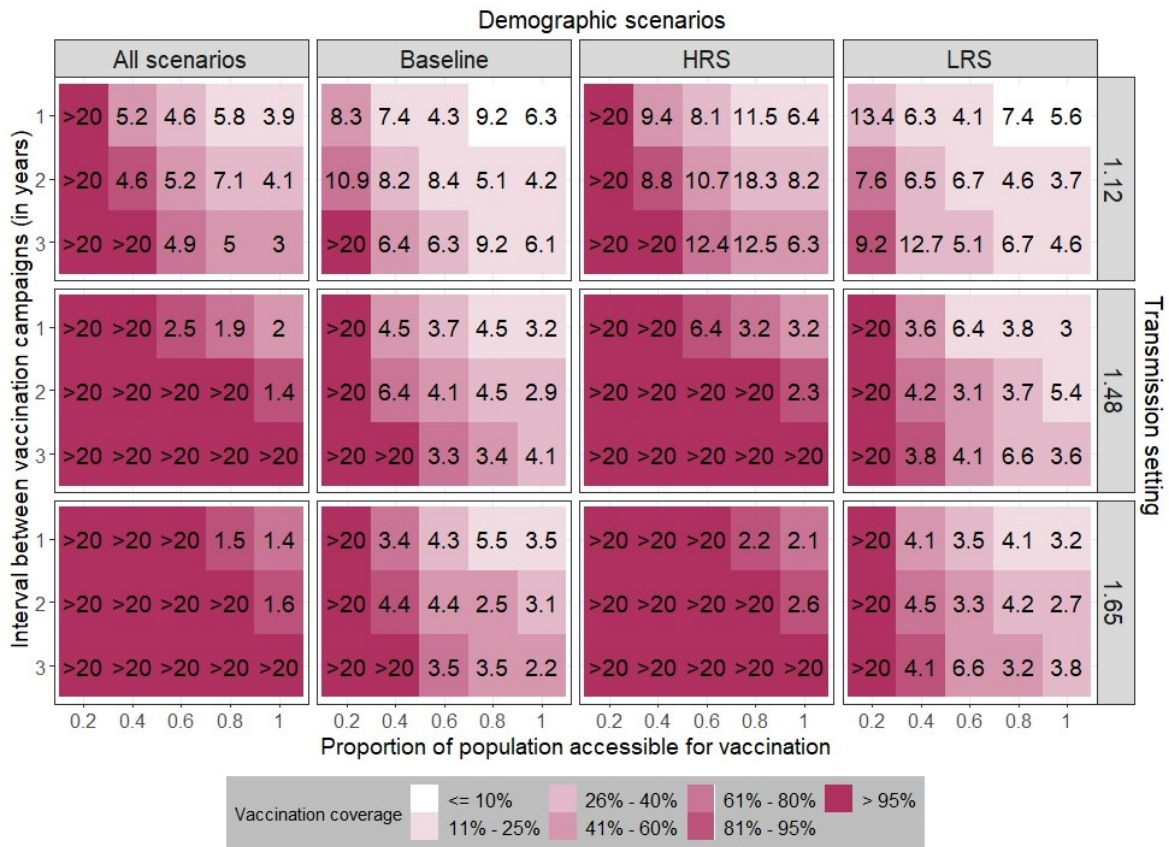 Demographic scenarios
All scenarios Baseline HRS LRS
1 >20 5.2 4.6 5.8 3.9 8.3 7.4 4.3 9.2 6.3 >20 9.4 8.1 11.5 6.4 13.4 6.3 4.1 7.4 5.6
2 >20 4.6 5.2 7.1 4.1 10.9 8.2 8.4 5.1 4.2 >20 8.8 10.7 18.3 8.2 7.6 6.5 6.7 4.6 3.7
1.12
3 >20 >20 4.9 5 3 >20 6.4 6.3 9.2 6.1 >20 >20 12.4 12.5 6.3 9.2 12.7 5.1 6.7 4.6
1 >20 >20 2.5 1.9 2 >20 4.5 3.7 4.5 3.2 >20 >20 6.4 3.2 3.2 >20 3.6 6.4 3.8 3
2 >20 >20 >20 >20 1.4 >20 6.4 4.1 4.5 2.9 >20 >20 >20 >20 2.3 >20 4.2 3.1 3.7 5.4
1.48
3 >20 >20 >20 >20 >20 >20 >20 3.3 3.4 4.1 >20 >20 >20 >20 >20 >20 3.8 4.1 6.6 3.6
1 >20 >20 >20 1.5 1.4 >20 3.4 4.3 5.5 3.5 >20 >20 >20 2.2 2.1 >20 4.1 3.5 4.1 3.2
2 >20 >20 >20 >20 1.6 >20 4.4 4.4 2.5 3.1 >20 >20 >20 >20 2.6 >20 4.5 3.3 4.2 2.7
1.65
3 >20 >20 >20 >20 >20 >20 >20 3.5 3.5 2.2 >20 >20 >20 >20 >20 >20 4.1 6.6 3.2 3.8
0.2 0.4 0.6 0.8 1 0.2 0.4 0.6 0.8 1 0.2 0.4 0.6 0.8 1 0.2 0.4 0.6 0.8 1
Interval between vaccination campaigns (in years)
Transmission setting
Proportion of population accessible for vaccination
Vaccination coverage
<= 10% 26% - 40% 61% - 80% > 95%
11% - 25% 41% - 60% 81% - 95%